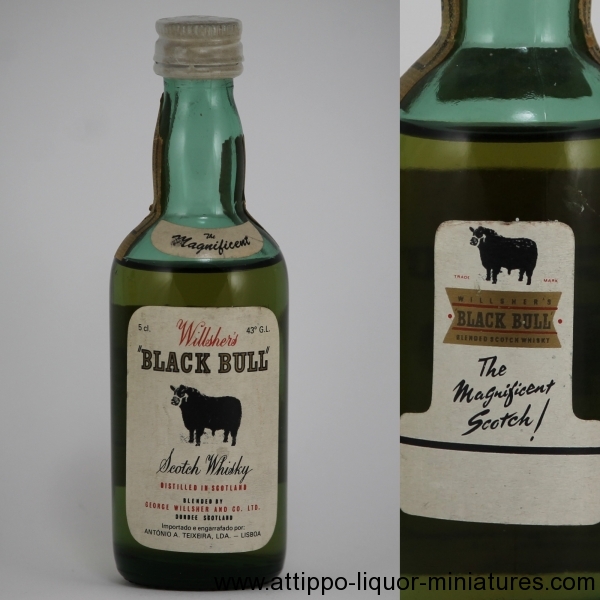 The
Magnificent
5 cl.
43° G.L.
Willsher's
"BLACK BULL"
Scotch Whisky
DISTILLED IN SCOTLAND
BLENDED BY
GEORGE WILLSHER AND CO. LTD.
DUNDEE SCOTLAND
Importado e engarrafado por:
ANTÓNIO A. TEIXEIRA, LDA. – LISBOA
TRADE MARK
WILLSHER'S
BLACK BULL
BLENDED SCOTCH WHISKY
The
Magnificent
Scotch!
www.attippo-liquor-miniatures.com